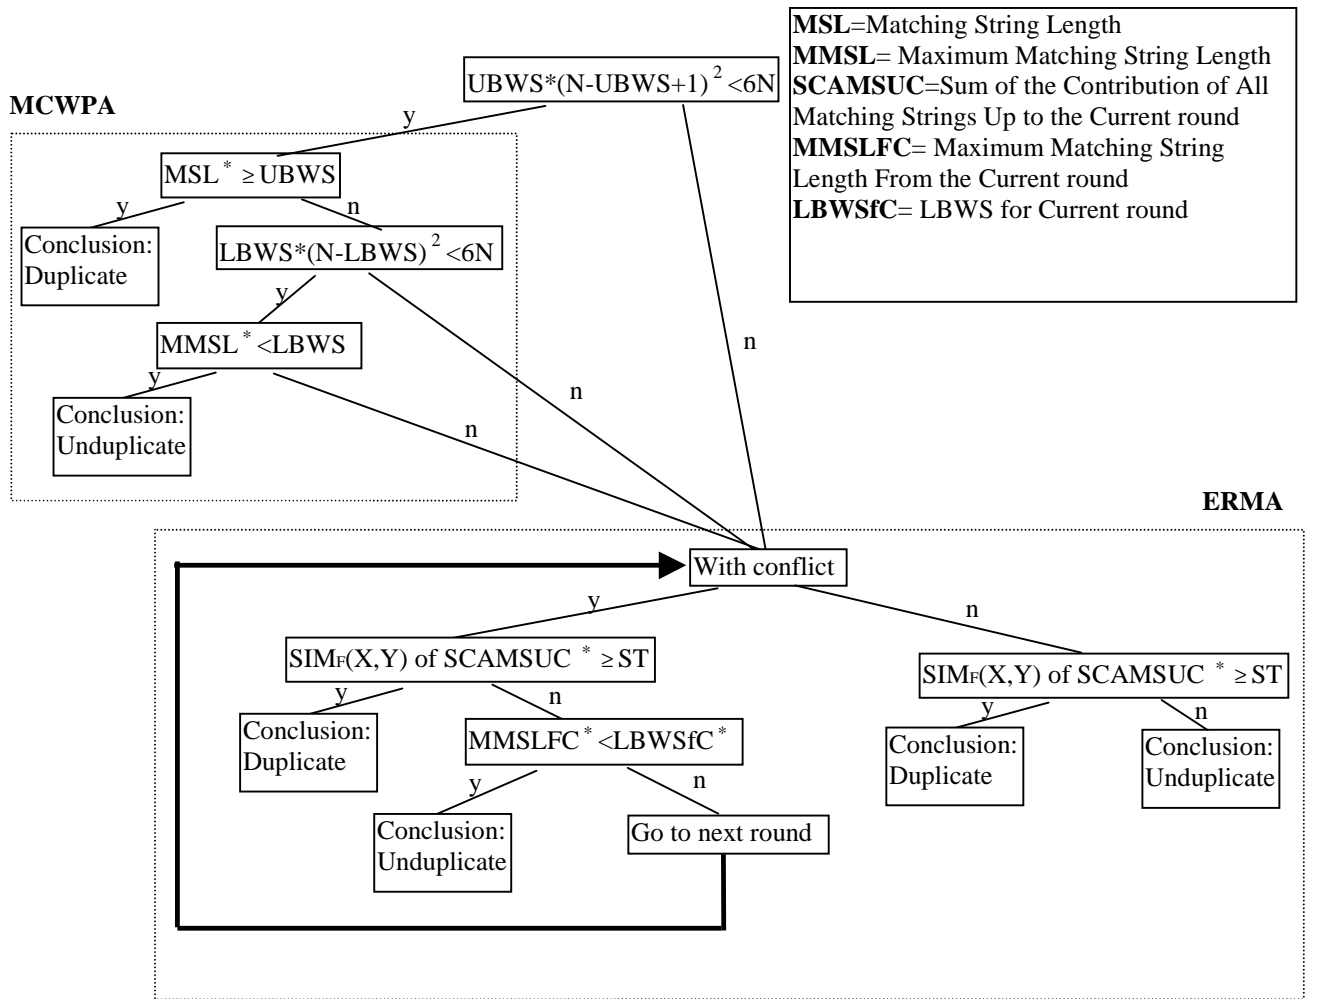 MSL=Matching String Length
MMSL= Maximum Matching String Length
SCAMSUC=Sum of the Contribution of All
Matching Strings Up to the Current round
MMSLFC= Maximum Matching String
Length From the Current round
LBWSfC= LBWS for Current round
UBWS*(N-UBWS+1)² <6N
MCWPA
y
n
MSL* ≥UBWS
y
n
Conclusion:
Duplicate
LBWS*(N-LBWS)² <6N
y
n
MMSL* <LBWS
y
n
Conclusion:
Unduplicate
ERMA
With conflict
y
n
SIMF(X,Y) of SCAMSUC* ≥ST
SIMF(X,Y) of SCAMSUC* ≥ST
y
n
y
n
Conclusion:
Duplicate
MMSLFC* <LBWSfC*
Conclusion:
Duplicate
Conclusion:
Unduplicate
y
n
Conclusion:
Unduplicate
Go to next round